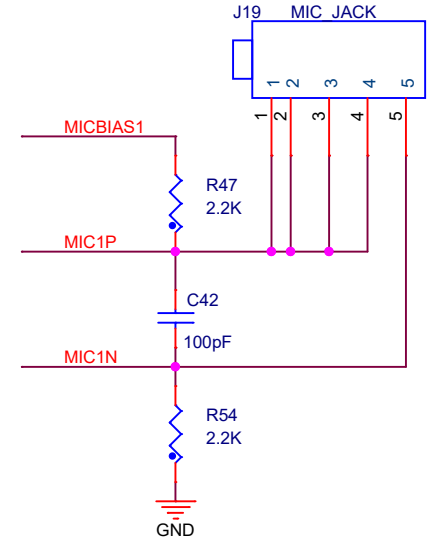 J19 MIC JACK
1 2 3 4 5
1 2 3 4 5
MICBIAS1
R47
2.2K
MIC1P
C42
100pF
MIC1N
R54
2.2K
GND